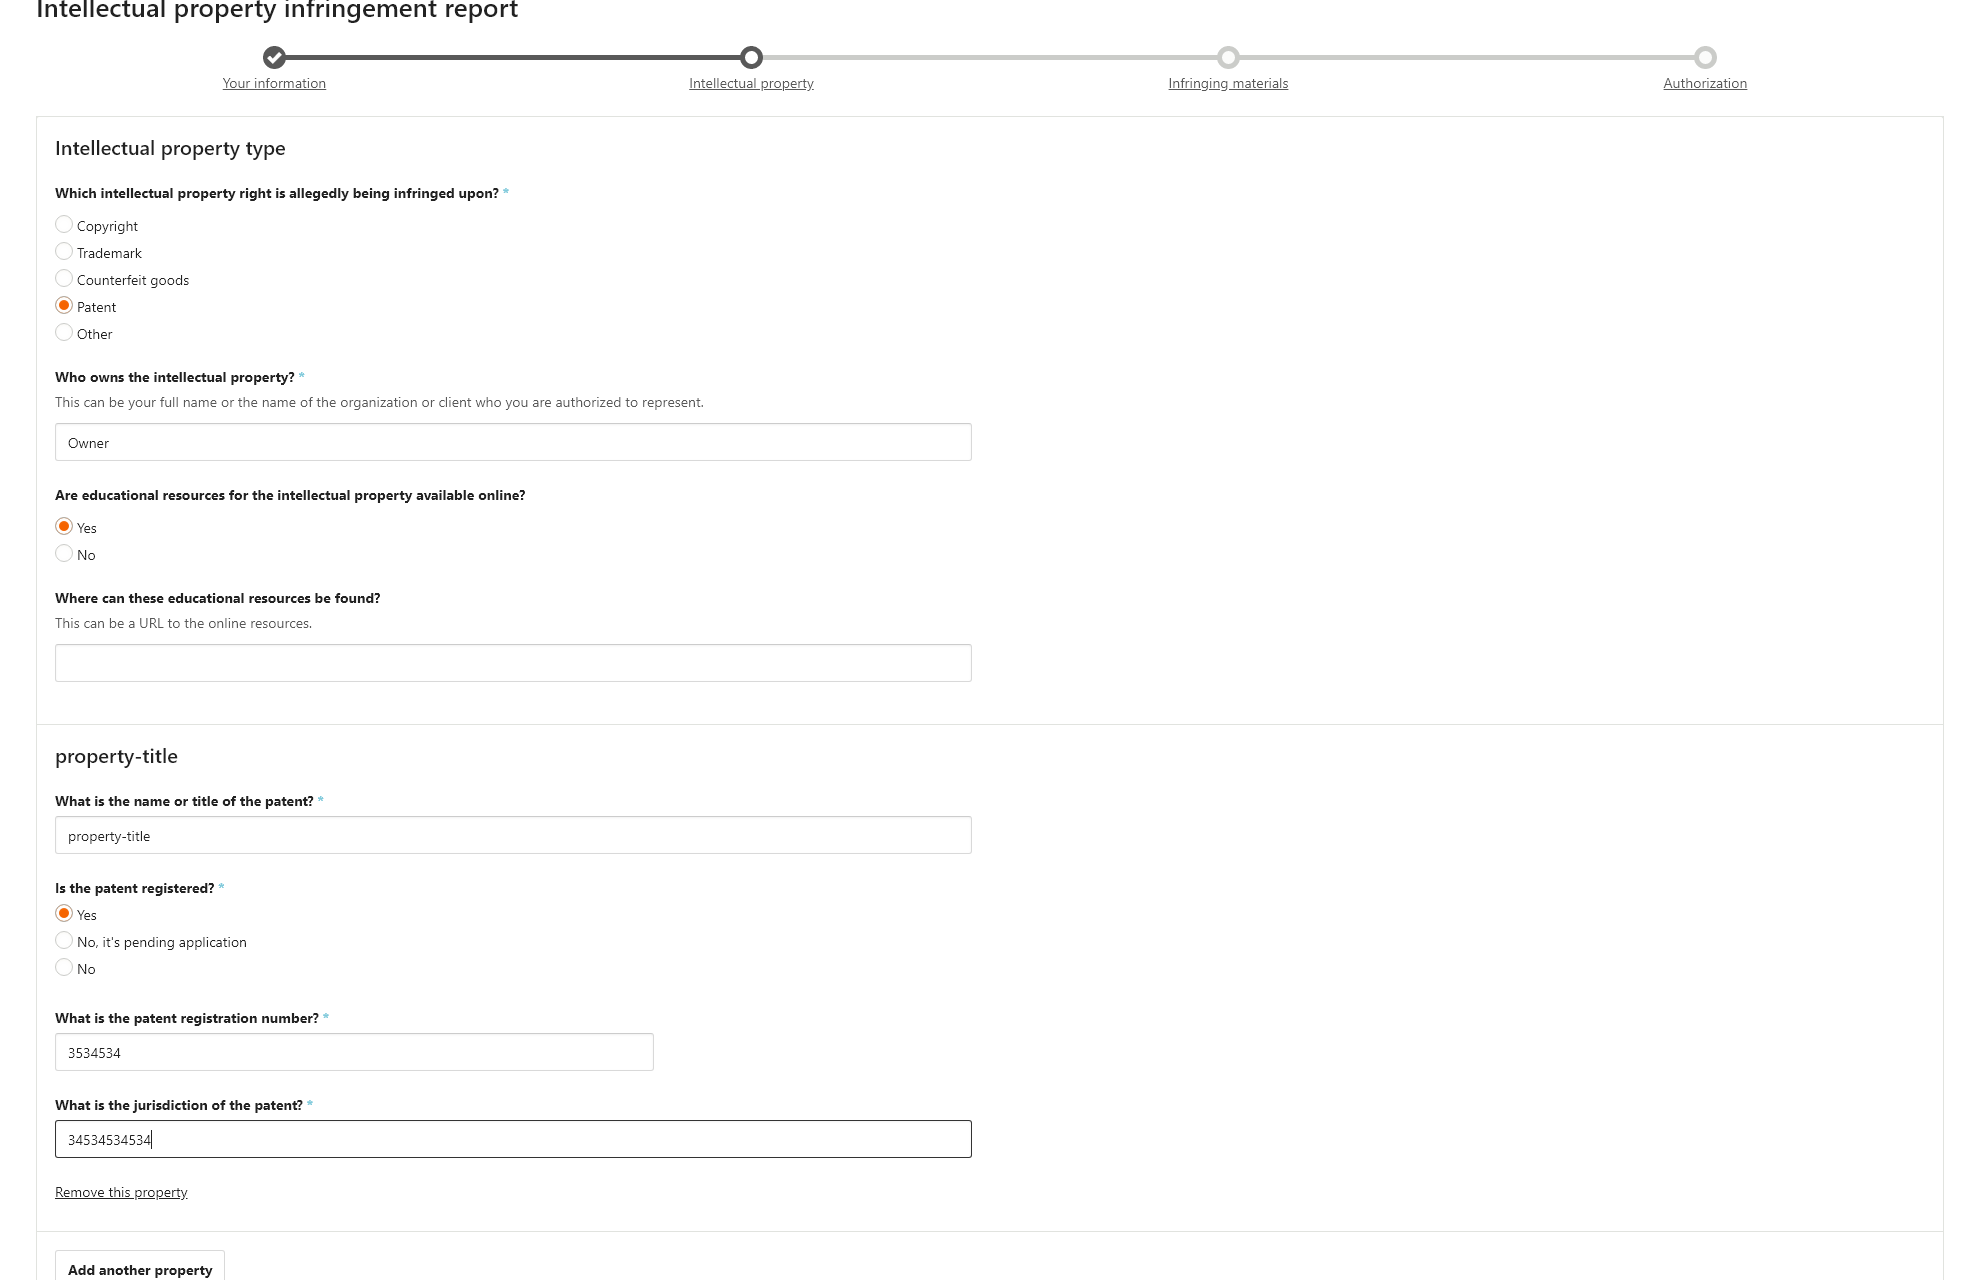 Intellectual property infringement report
Your information
Intellectual property
Infringing materials
Authorization
Intellectual property type
Which intellectual property right is allegedly being infringed upon? *
Copyright
Trademark
Counterfeit goods
Patent
Other
Who owns the intellectual property? *
This can be your full name or the name of the organization or client who you are authorized to represent.
Owner
Are educational resources for the intellectual property available online?
Yes
No
Where can these educational resources be found?
This can be a URL to the online resources.
property-title
What is the name or title of the patent? *
property-title
Is the patent registered? *
Yes
No, it's pending application
No
What is the patent registration number? *
3534534
What is the jurisdiction of the patent? *
34534534534
Remove this property
Add another property